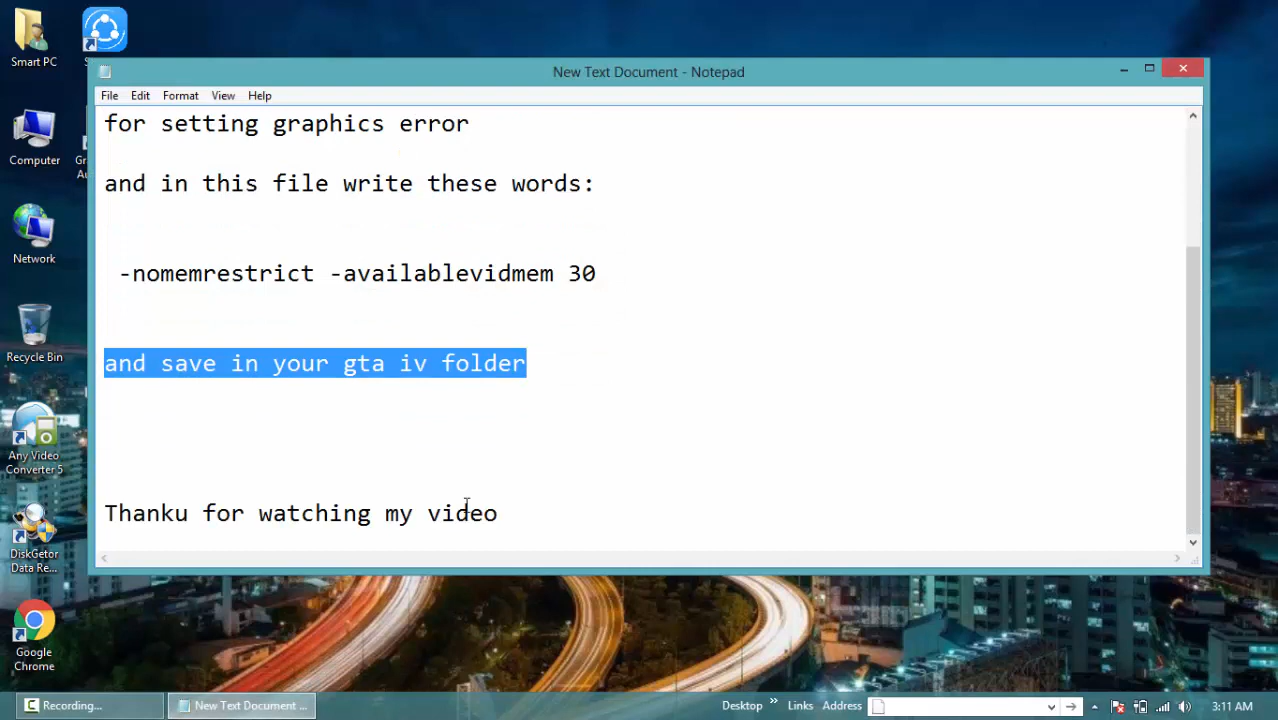 Smart PC
New Text Document - Notepad
File Edit Format View Help
for setting graphics error
and in this file write these words:
-nomemrestrict -availablevidmem 30
and save in your gta iv folder
Thanku for watching my video
Computer
Network
Recycle Bin
Any Video
Converter 5
DiskGetor
Data Re...
Google
Chrome
Recording...
New Text Document ...
Desktop » Links Address
3:11 AM